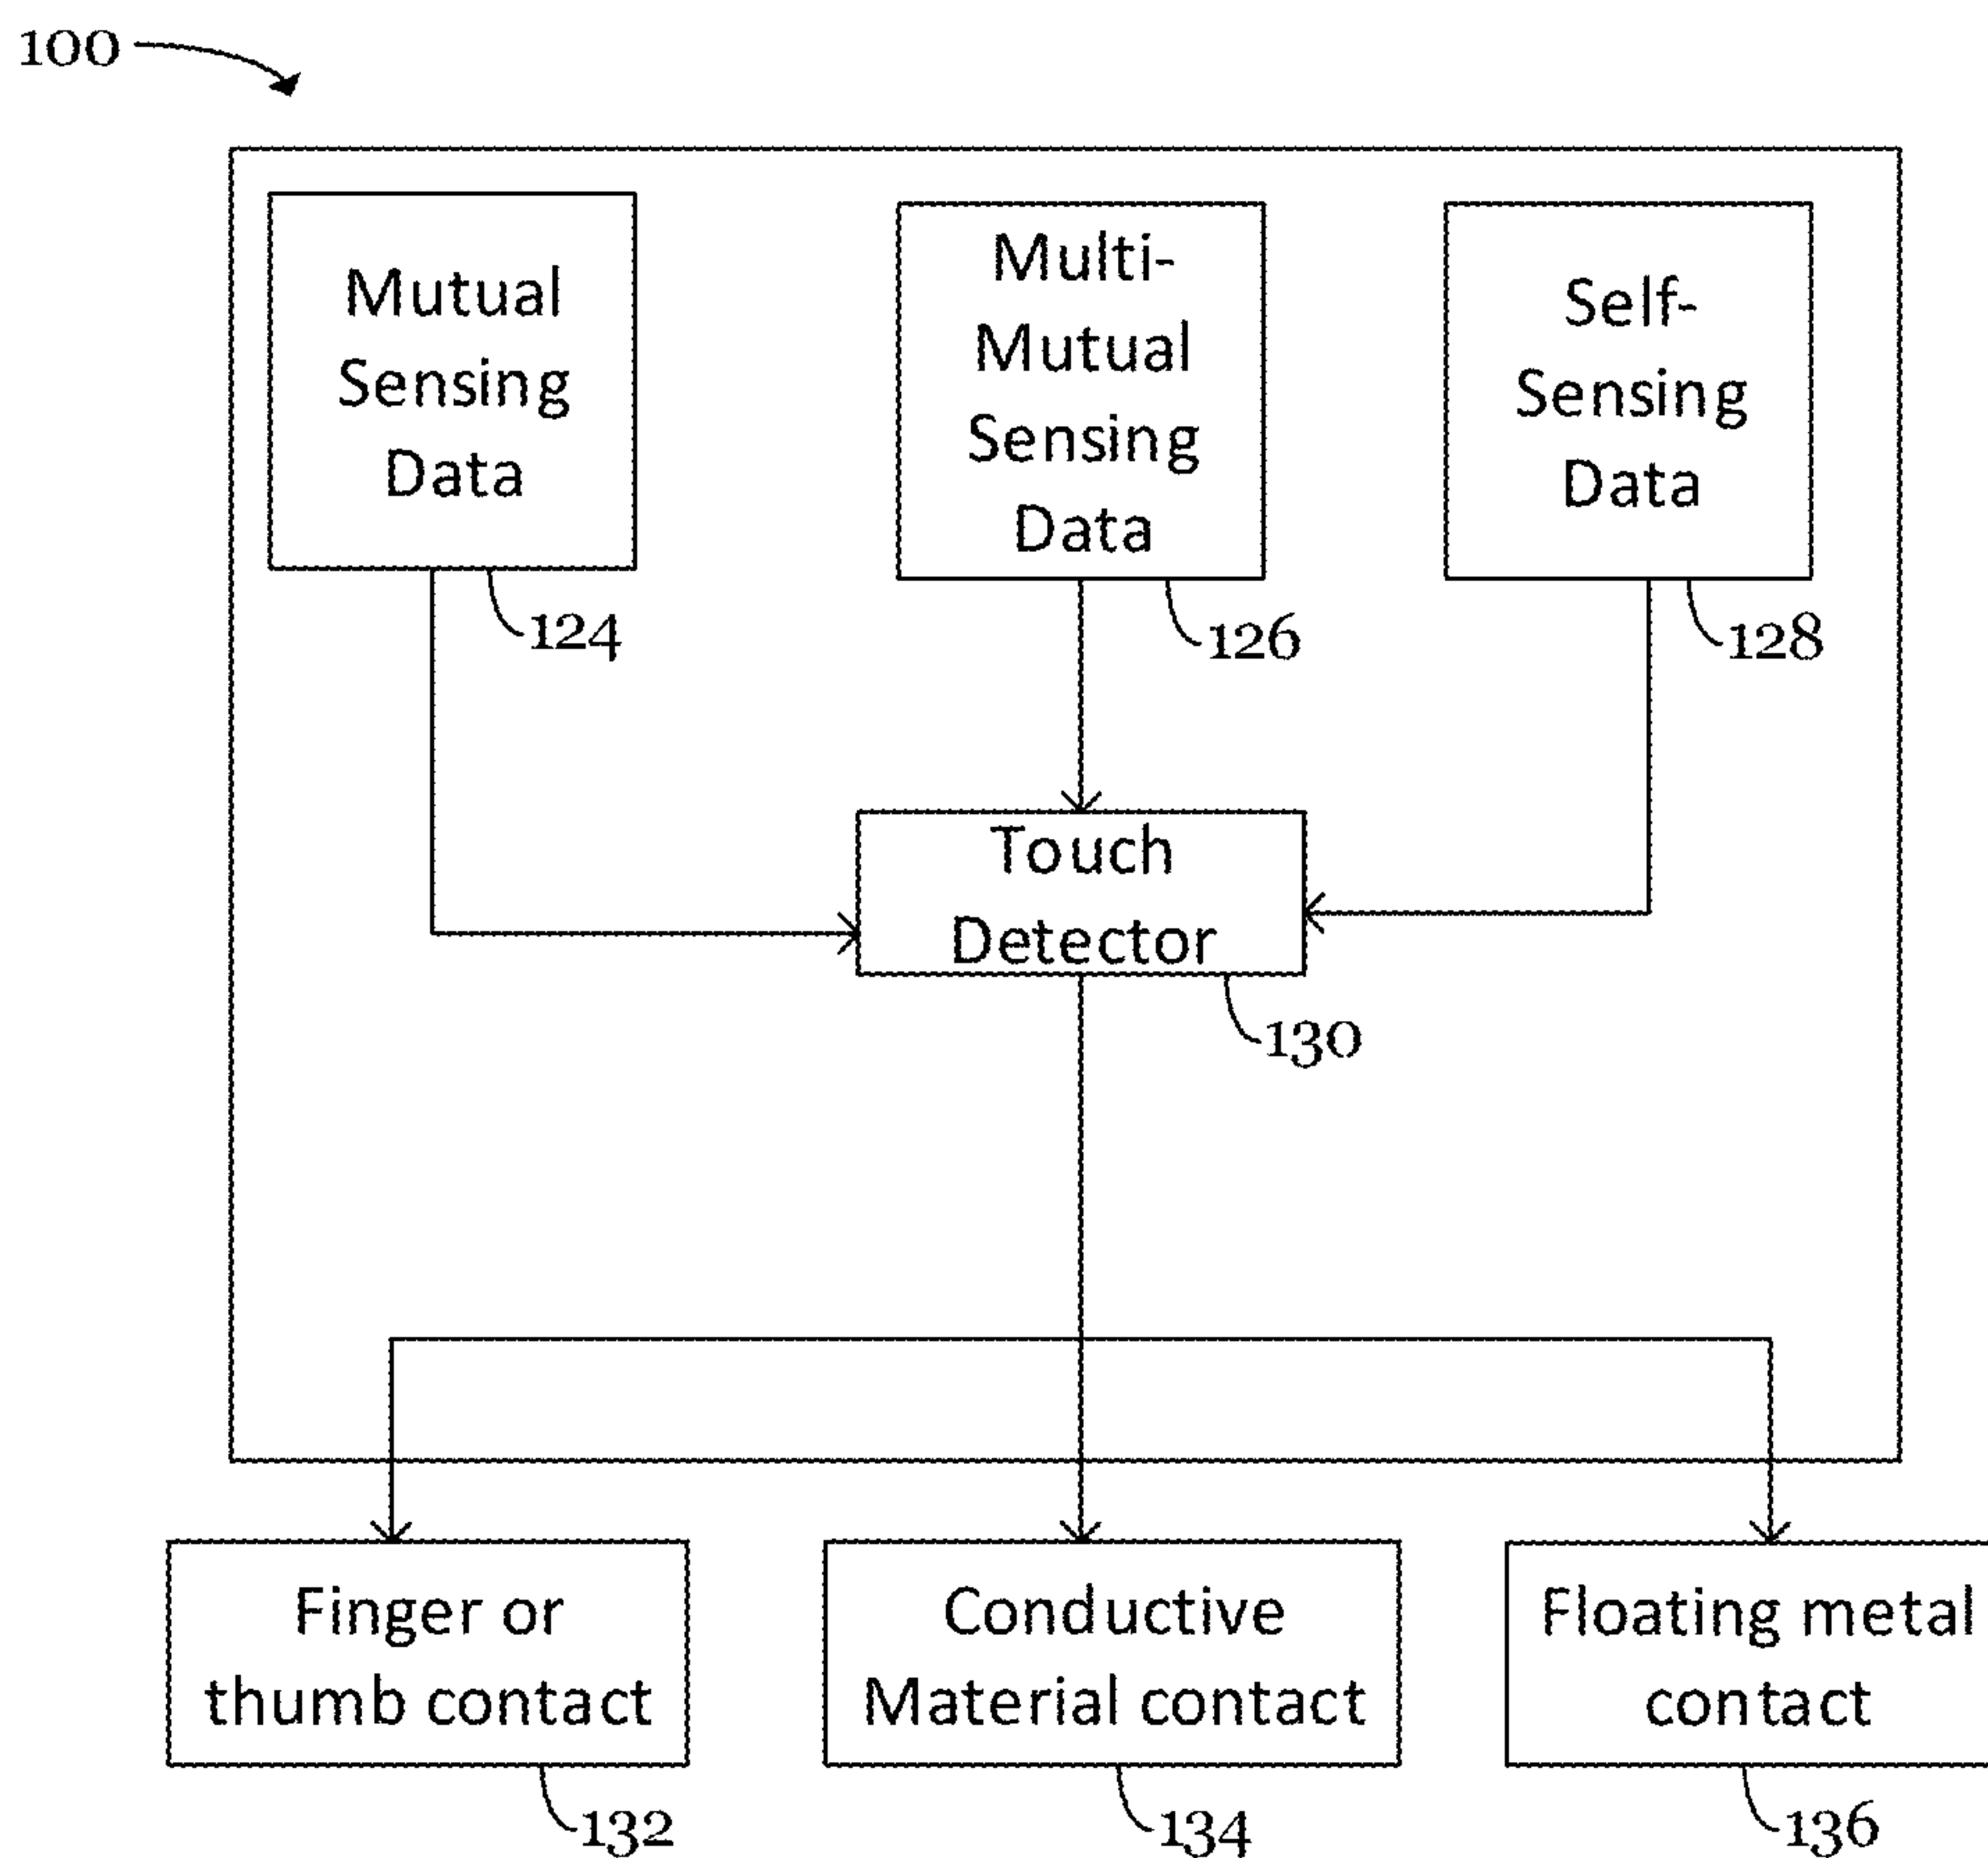 100
Mutual
Sensing
Data
124
Multi-
Mutual
Sensing
Data
126
Self-
Sensing
Data
128
Touch
Detector
130
Finger or
thumb contact
132
Conductive
Material contact
134
Floating metal
contact
136